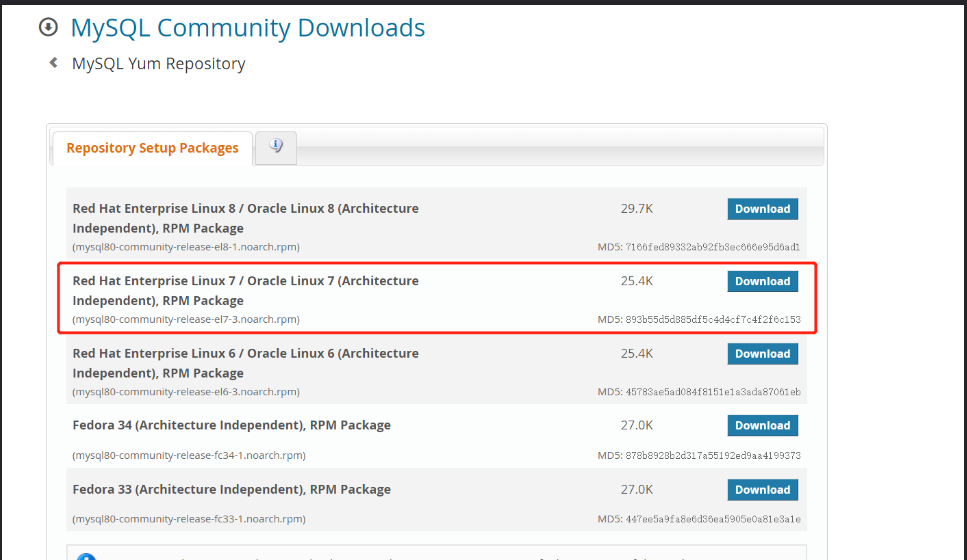 MySQL Community Downloads
MySQL Yum Repository
Repository Setup Packages
Red Hat Enterprise Linux 8 / Oracle Linux 8 (Architecture
Independent), RPM Package
29.7K
Download
(mysql80-community-release-el8-1.noarch.rpm)
MD5: 7166fed89332ab92fb3ec666e95d6ad1
Red Hat Enterprise Linux 7 / Oracle Linux 7 (Architecture
Independent), RPM Package
25.4K
Download
(mysql80-community-release-el7-3.noarch.rpm)
MD5: 893b55d5d885df5c4d4cf7c4f2f6c153
Red Hat Enterprise Linux 6 / Oracle Linux 6 (Architecture
Independent), RPM Package
25.4K
Download
(mysql80-community-release-el6-3.noarch.rpm)
MD5: 45783ae5ad084f8151e1a3ada87061eb
Fedora 34 (Architecture Independent), RPM Package
27.0K
Download
(mysql80-community-release-fc34-1.noarch.rpm)
MD5: 878b8928b2d317a55192ed9aa4199373
Fedora 33 (Architecture Independent), RPM Package
27.0K
Download
(mysql80-community-release-fc33-1.noarch.rpm)
MD5: 447ee5a9fa8e6d36ea5905e0a81e3a1e